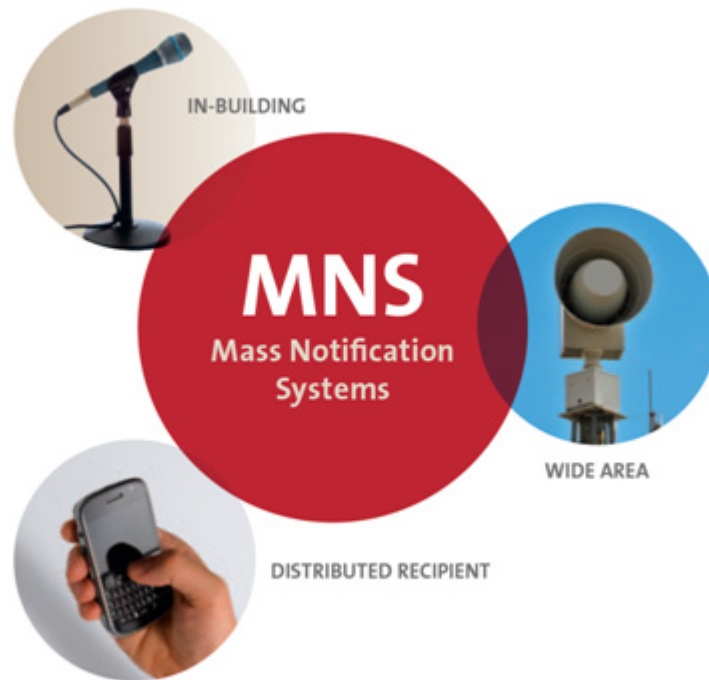 IN-BUILDING
MNS
Mass Notification
Systems
WIDE AREA
DISTRIBUTED RECIPIENT